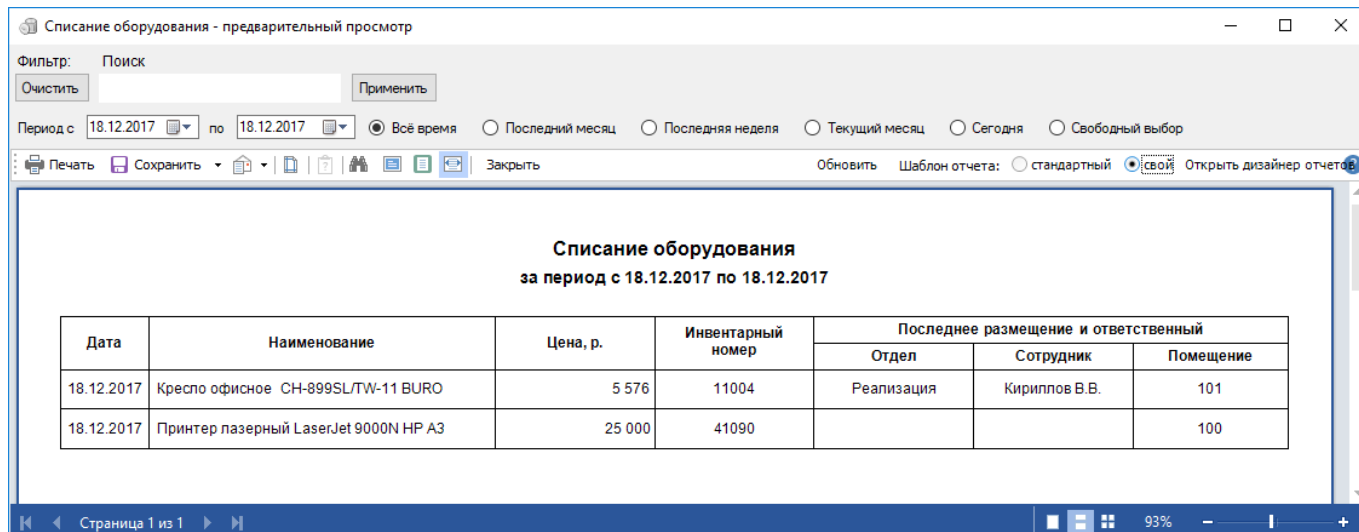 Списание оборудования - предварительный просмотр
Фильтр: Поиск
Очистить Применить
Период с 18.12.2017 по 18.12.2017 Всё время Последний месяц Последняя неделя Текущий месяц Сегодня Свободный выбор
Печать Сохранить Закрыть Обновить Шаблон отчета: стандартный свой Открыть дизайнер отчетов
Списание оборудования
за период с 18.12.2017 по 18.12.2017
Дата Наименование Цена, р. Инвентарный номер Последнее размещение и ответственный
Отдел Сотрудник Помещение
18.12.2017 Кресло офисное CH-899SL/TW-11 BURO 5 576 11004 Реализация Кириллов В.В. 101
18.12.2017 Принтер лазерный LaserJet 9000N HP A3 25 000 41090 100
Страница 1 из 1 93%